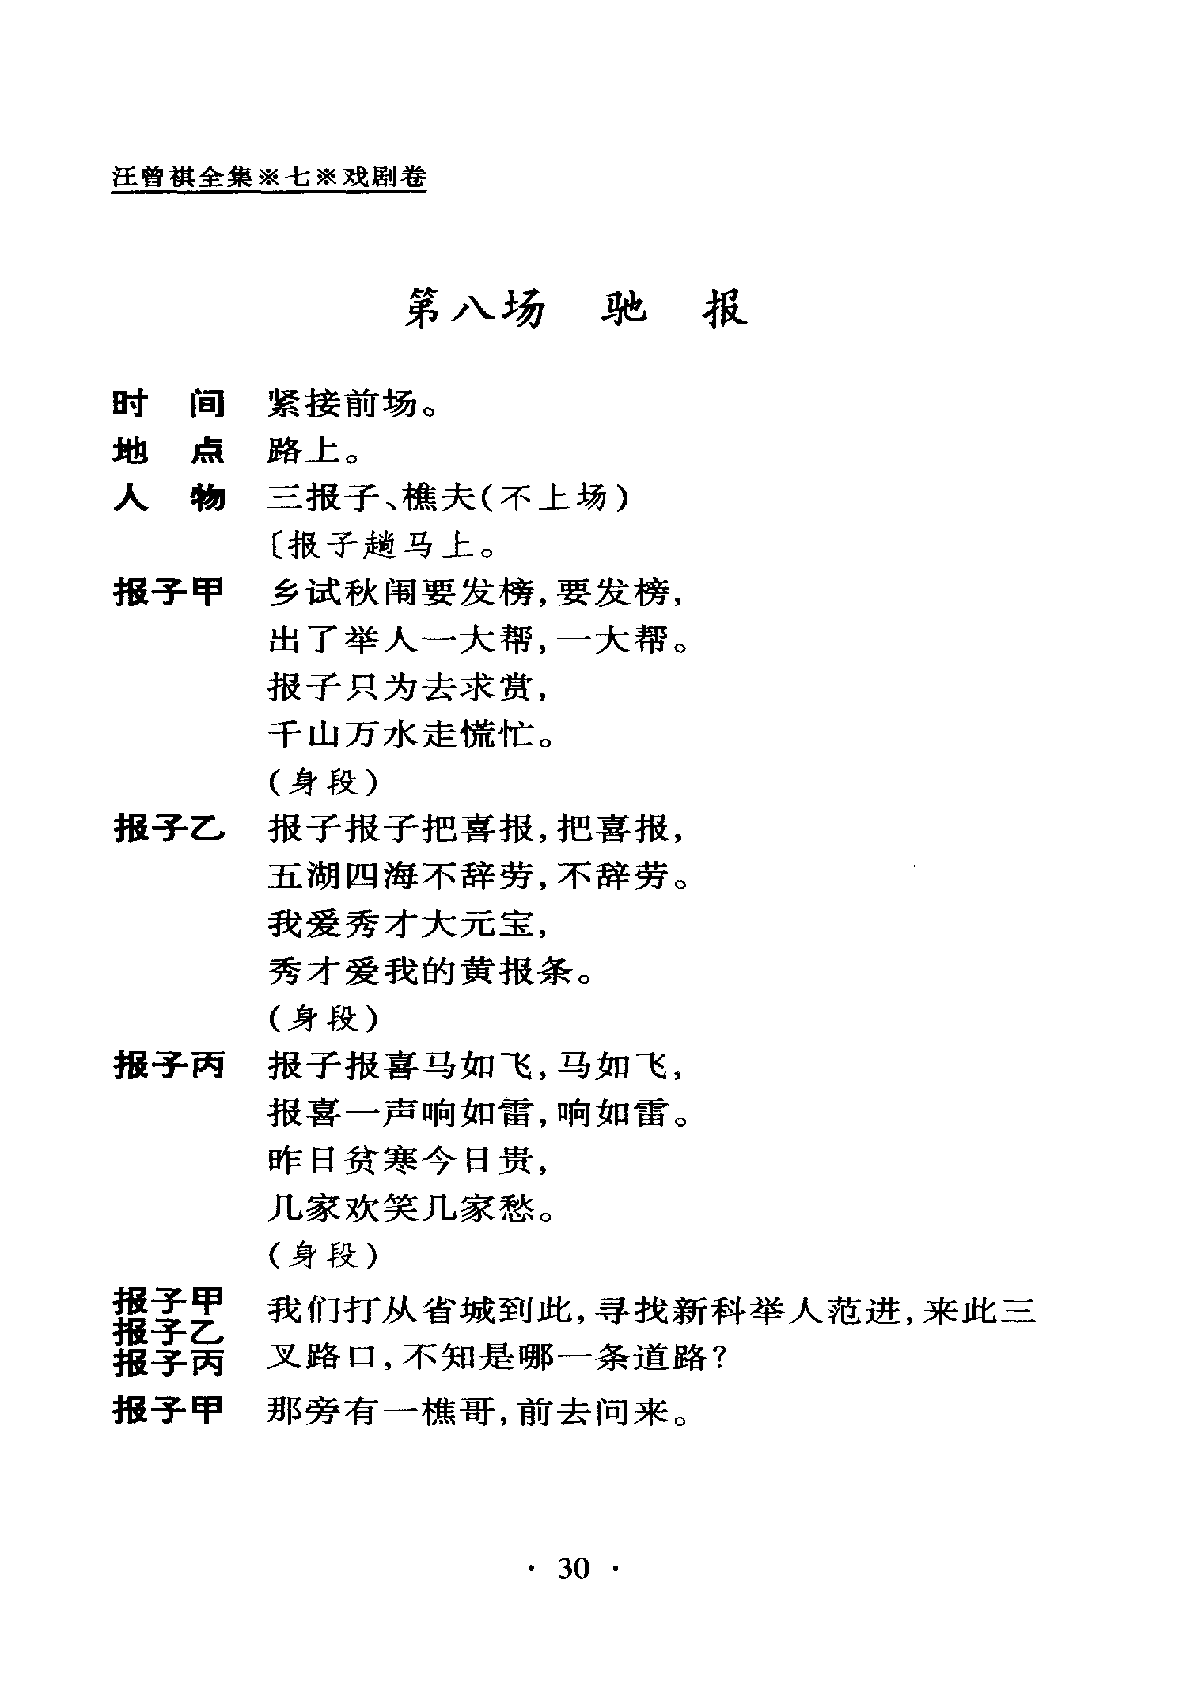 汪曾祺全集※七※戏剧卷
第八场　驰　报
时　间　紧接前场。
地　点　路上。
人　物　三报子、樵夫(不上场)
〔报子趟马上。
报子甲　乡试秋闱要发榜,要发榜,
出了举人一大帮,一大帮。
报子只为去求赏,
千山万水走慌忙。
(身段)
报子乙　报子报子把喜报,把喜报,
五湖四海不辞劳,不辞劳。
我爱秀才大元宝,
秀才爱我的黄报条。
(身段)
报子丙　报子报喜马如飞,马如飞,
报喜一声响如雷,响如雷。
昨日贫寒今日贵,
几家欢笑几家愁。
(身段)
报子甲
报子乙
报子丙
我们打从省城到此,寻找新科举人范进,来此三
叉路口,不知是哪一条道路?
报子甲　那旁有一樵哥,前去问来。
· 30 ·